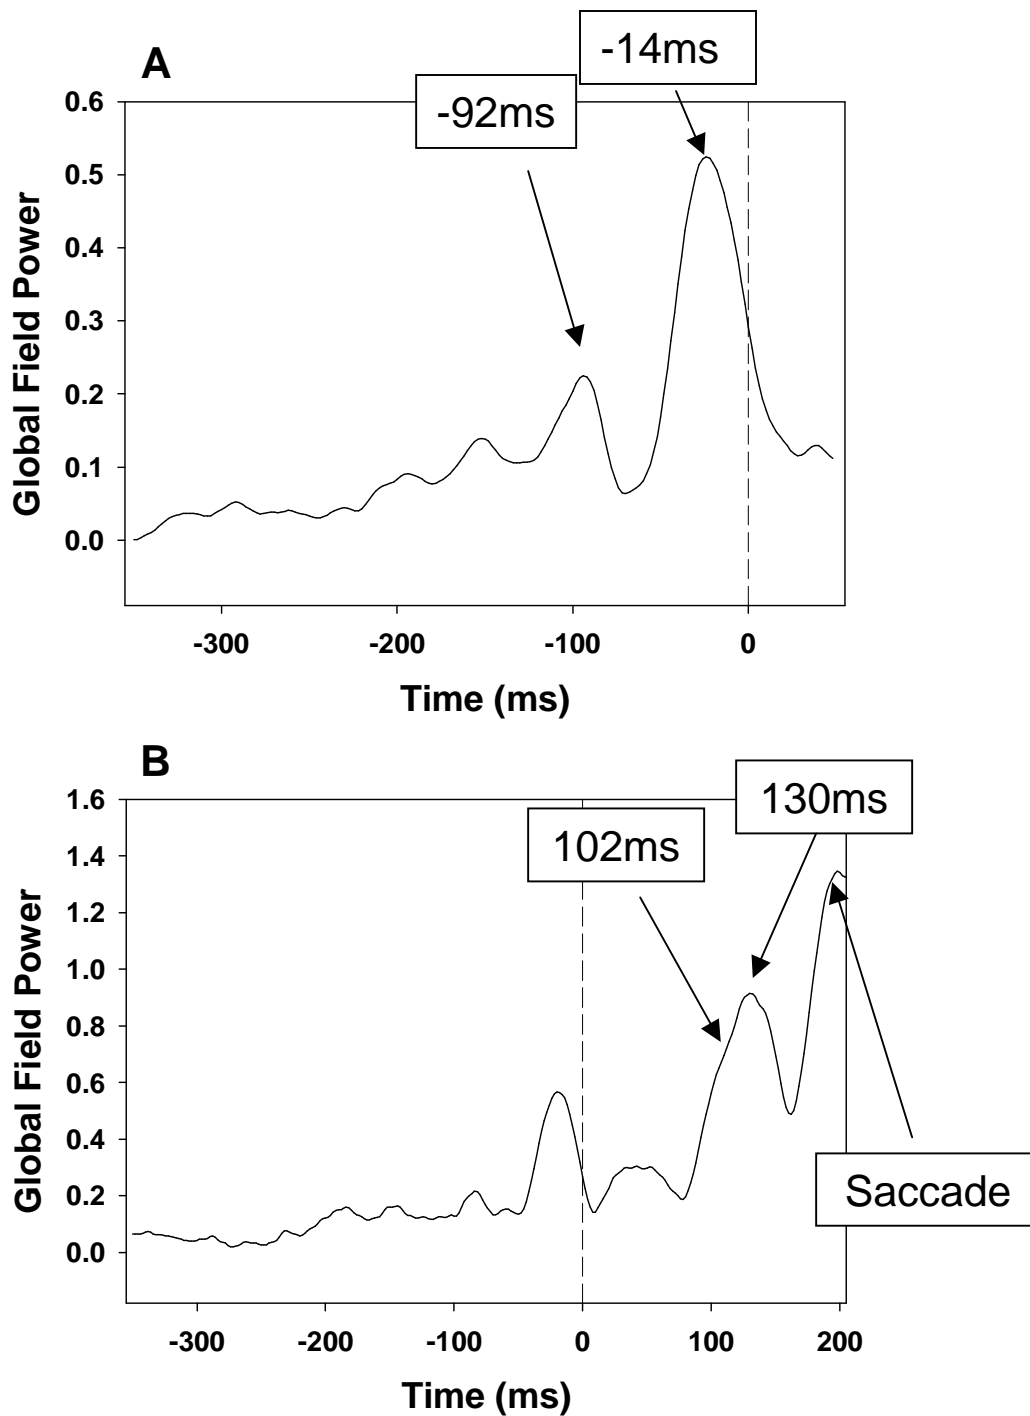 A
-14ms
-92ms
0.6
0.5
0.4
0.3
0.2
0.1
0.0
Global Field Power
-300 -200 -100 0
Time (ms)
B
130ms
102ms
1.6
1.4
1.2
1.0
0.8
0.6
0.4
0.2
0.0
Global Field Power
Saccade
-300 -200 -100 0 100 200
Time (ms)